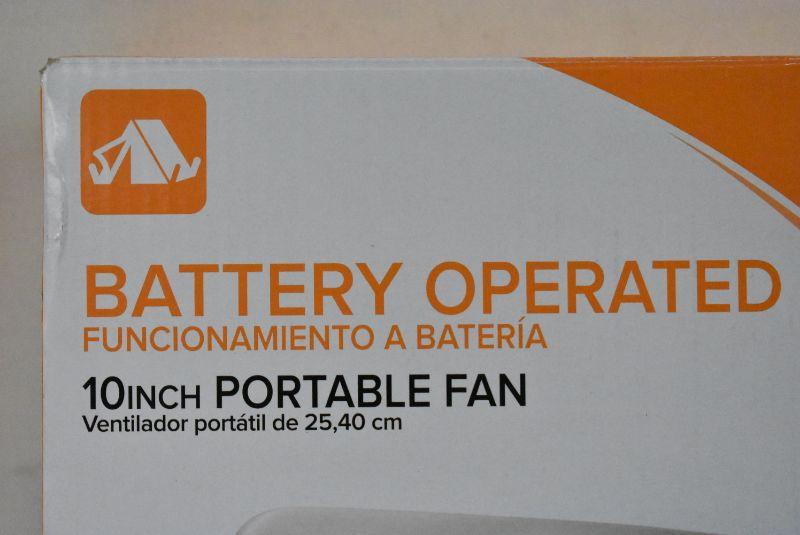 BATTERY OPERATED
FUNCIONAMIENTO A BATERÍA
10INCH PORTABLE FAN
Ventilador portátil de 25,40 cm